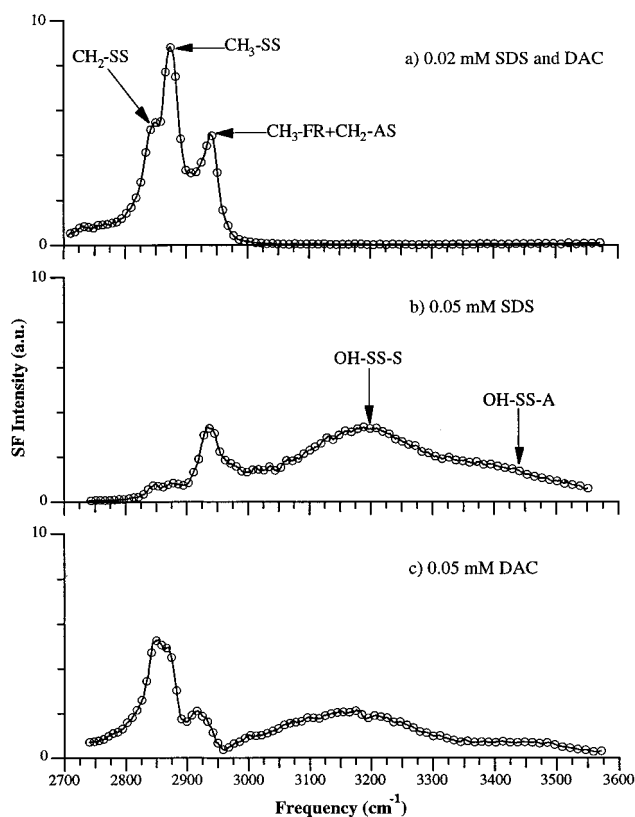 10
CH₃-SS
CH₂-SS
a) 0.02 mM SDS and DAC
CH₃-FR+CH₂-AS
0
10
b) 0.05 mM SDS
OH-SS-S
OH-SS-A
SF Intensity (a.u.)
0
10
c) 0.05 mM DAC
0
2700 2800 2900 3000 3100 3200 3300 3400 3500 3600
Frequency (cm⁻¹)